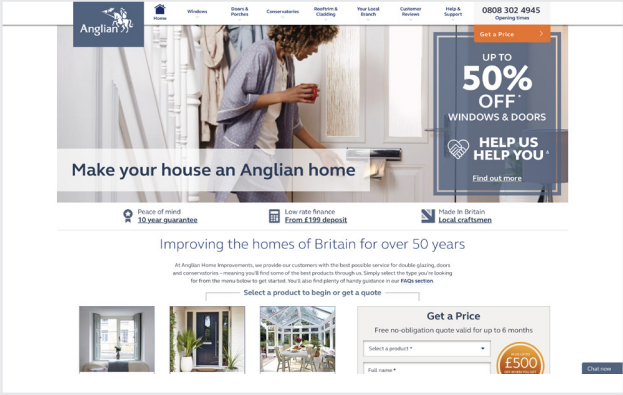 Anglian
Home
Windows
Doors &
Porches
Conservatories
Rooftrim &
Cladding
Your Local
Branch
Customer
Reviews
Help &
Support
0808 302 4945
Opening times
Get a Price
UP TO
50%
OFF*
WINDOWS & DOORS
HELP US
HELP YOU^
Find out more
Make your house an Anglian home
Peace of mind
10 year guarantee
Low rate finance
From £199 deposit
Made In Britain
Local craftsmen
Improving the homes of Britain for over 50 years
At Anglian Home Improvements, we provide our customers with the best possible service for double glazing, doors
and conservatories – meaning you'll find some of the best products through us. Simply select the type you're looking
for from the menu below to get started. You'll also find plenty of handy guidance in our FAQs section.
Select a product to begin or get a quote
Get a Price
Free no-obligation quote valid for up to 6 months
Select a product *
Full name *
£500
Chat now